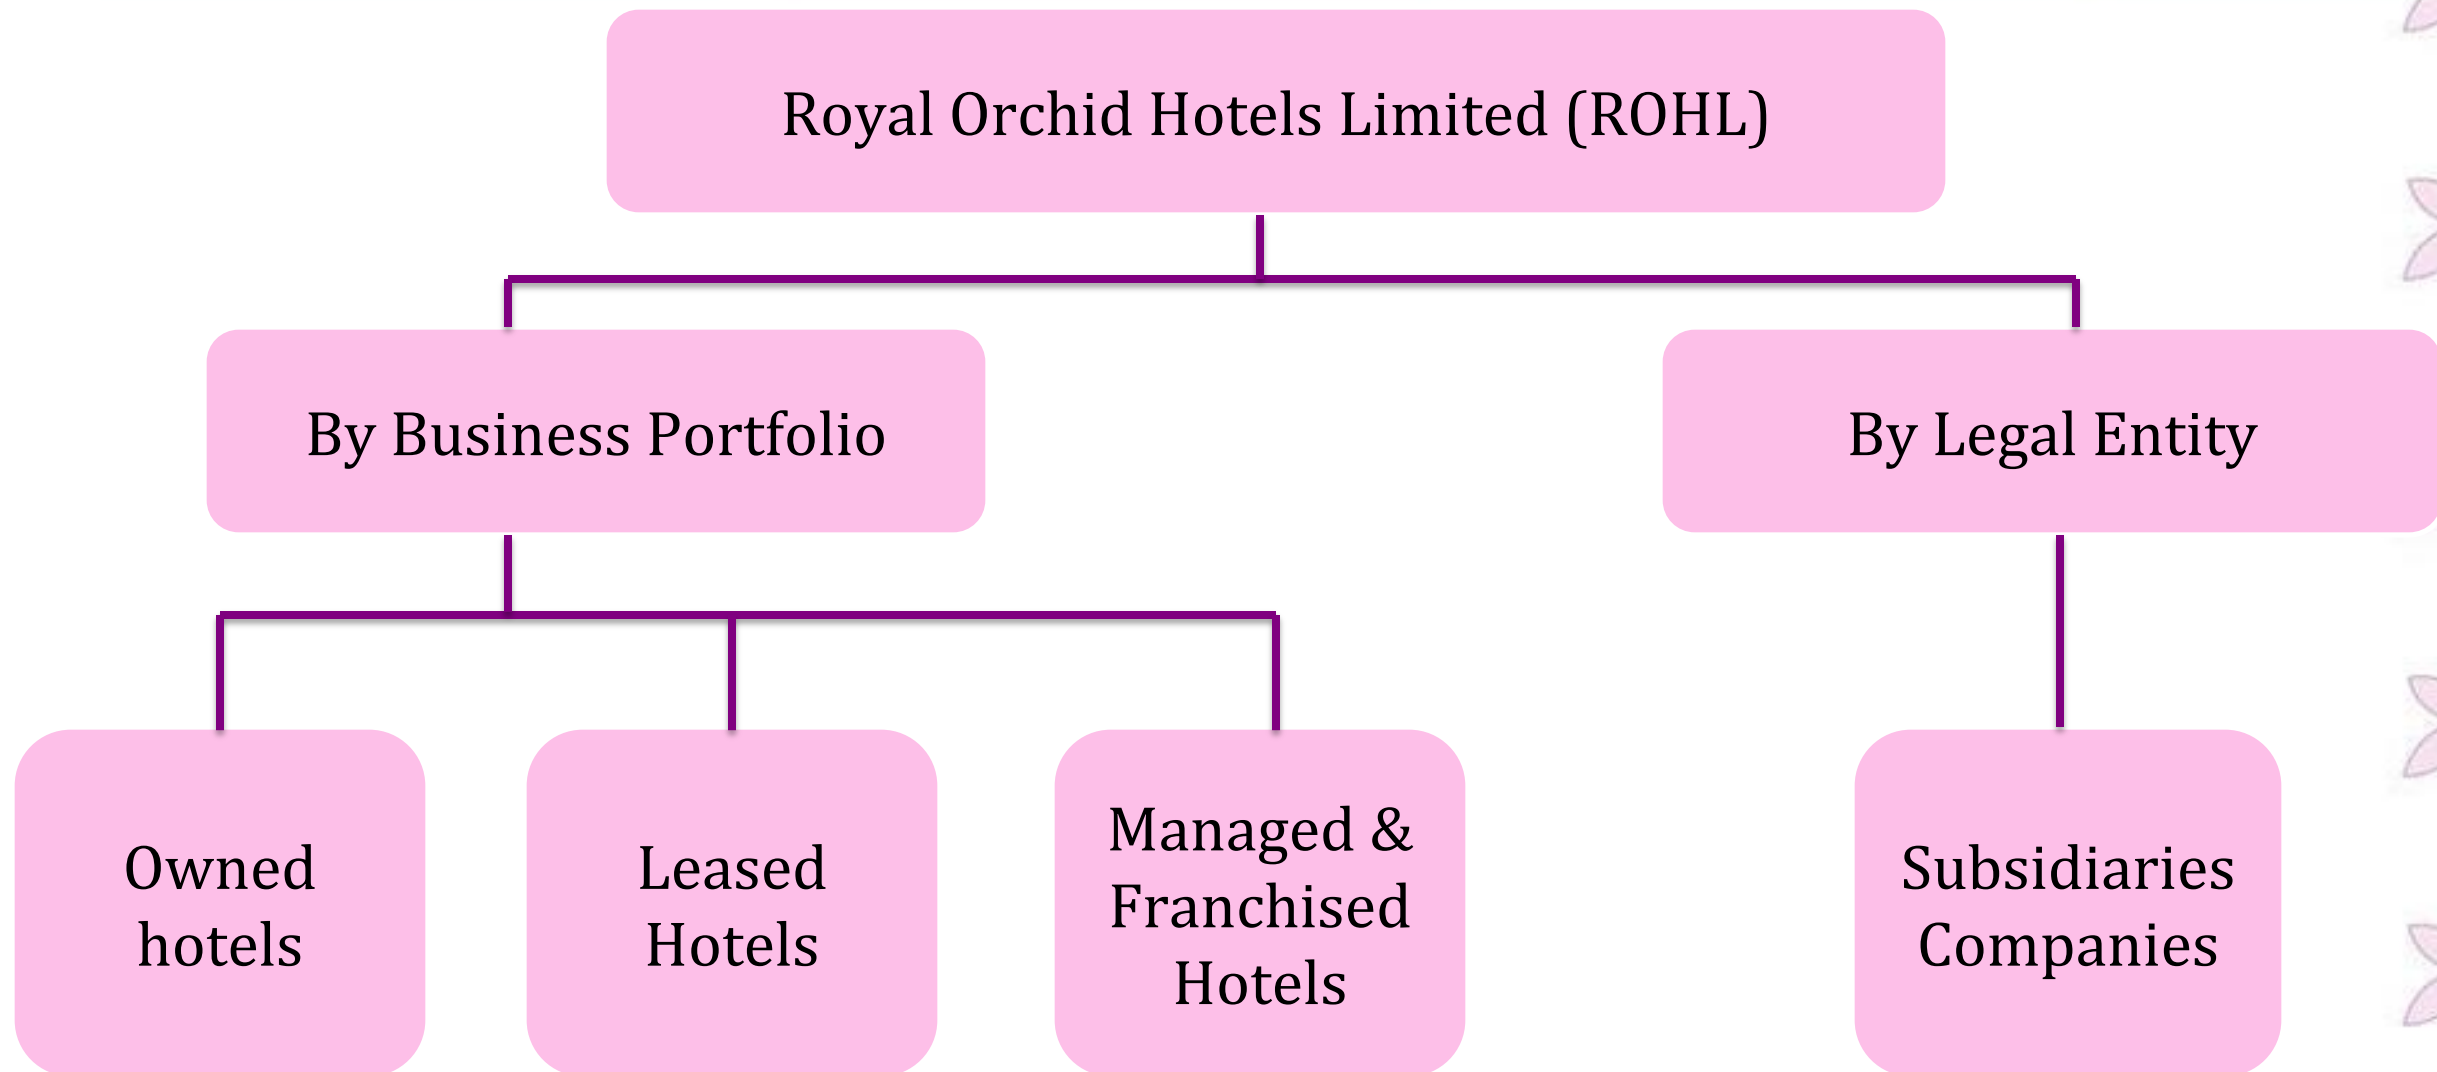 Royal Orchid Hotels Limited (ROHL)
By Business Portfolio
By Legal Entity
Owned
hotels
Leased
Hotels
Managed &
Franchised
Hotels
Subsidiaries
Companies